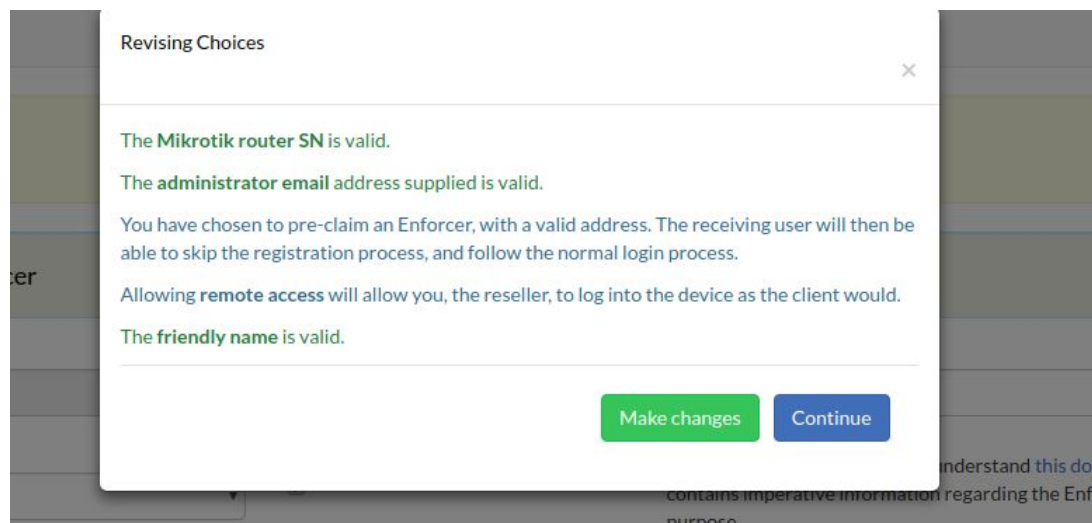 Revising Choices
×
The Mikrotik router SN is valid.
The administrator email address supplied is valid.
You have chosen to pre-claim an Enforcer, with a valid address. The receiving user will then be
able to skip the registration process, and follow the normal login process.
cer
Allowing remote access will allow you, the reseller, to log into the device as the client would.
The friendly name is valid.
Make changes Continue
understand this do
contains imperative information regarding the Enf
purpose